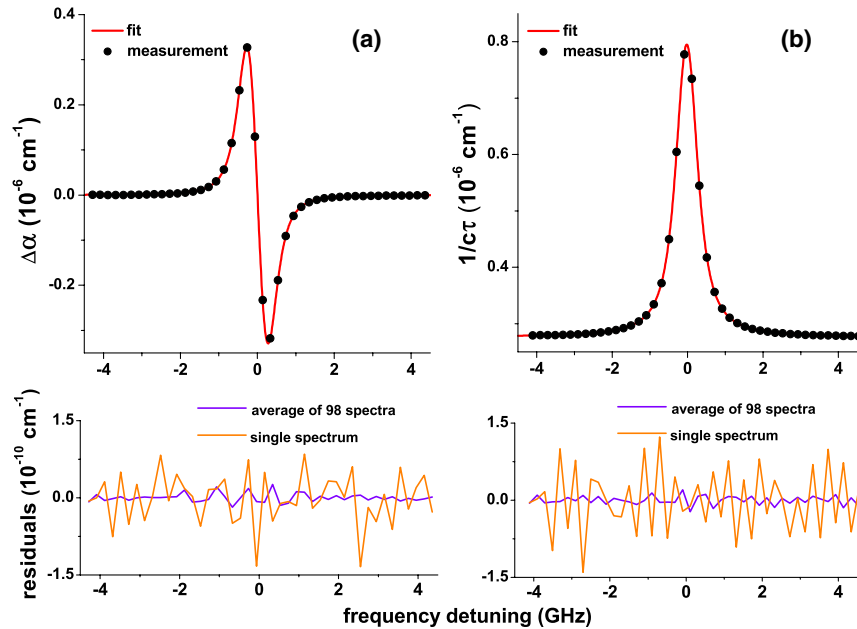 fit
measurement
(a)
0.4
0.2
0.0
-0.2
Δα (10⁻⁶ cm⁻¹)
-4 -2 0 2 4
fit
measurement
(b)
0.8
0.6
0.4
1/cτ (10⁻⁶ cm⁻¹)
-4 -2 0 2 4
average of 98 spectra
single spectrum
1.5
0.0
-1.5
residuals (10⁻¹⁰ cm⁻¹)
-4 -2 0 2 4
average of 98 spectra
single spectrum
1.5
0.0
-1.5
-4 -2 0 2 4
frequency detuning (GHz)